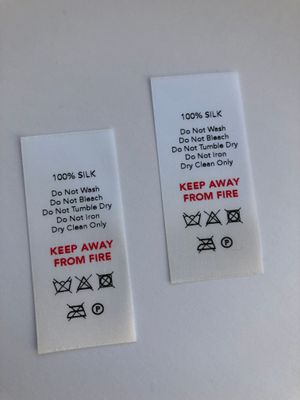 100% SILK
Do Not Wash
Do Not Bleach
Do Not Tumble Dry
Do Not Iron
Dry Clean Only
KEEP AWAY
FROM FIRE
P
100% SILK
Do Not Wash
Do Not Bleach
Do Not Tumble Dry
Do Not Iron
Dry Clean Only
KEEP AWAY
FROM FIRE
P